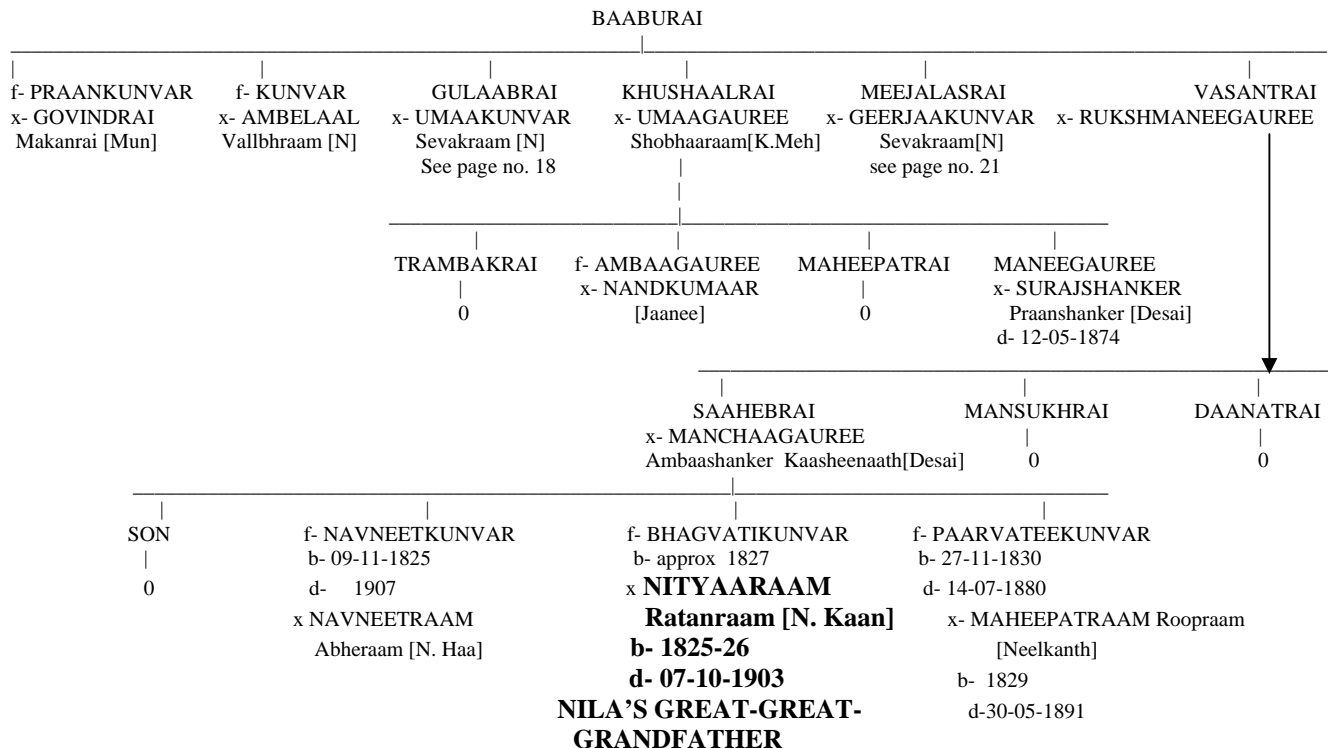 BAABURAI
f- PRAANKUNVAR f- KUNVAR GULAABRAI KHUSHAALRAI MEEJALASRAI VASANTRAI
x- GOVINDRAI x- AMBELAAL x- UMAAKUNVAR x- UMAAGAUREE x- GEERJAAKUNVAR x- RUKSHMANEEGAUREE
Makanrai [Mun] Vallbhraam [N] Sevakraam [N] Shobhaaraam[K.Meh] Sevakraam[N]
See page no. 18 see page no. 21
TRAMBAKRAI f- AMBAAGAUREE MAHEEPATRAI MANEEGAUREE
x- NANDKUMAAR x- SURAJSHANKER
0 [Jaanee] 0 Praanshanker [Desai]
d- 12-05-1874
SAAHEBRAI MANSUKHRAI DAANATRAI
x- MANCHAAGAUREE
Ambaashanker Kaasheenaath[Desai] 0 0
SON f- NAVNEETKUNVAR f- BHAGVATIKUNVAR f- PAARVATEEKUNVAR
b- 09-11-1825 b- approx 1827 b- 27-11-1830
0 d- 1907 x NITYAARAAM d- 14-07-1880
x NAVNEETRAAM Ratanraam [N. Kaan] x- MAHEEPATRAAM Roopraam
Abheraam [N. Haa] b- 1825-26 [Neelkanth]
d- 07-10-1903 b- 1829
NILA'S GREAT-GREAT- d-30-05-1891
GRANDFATHER